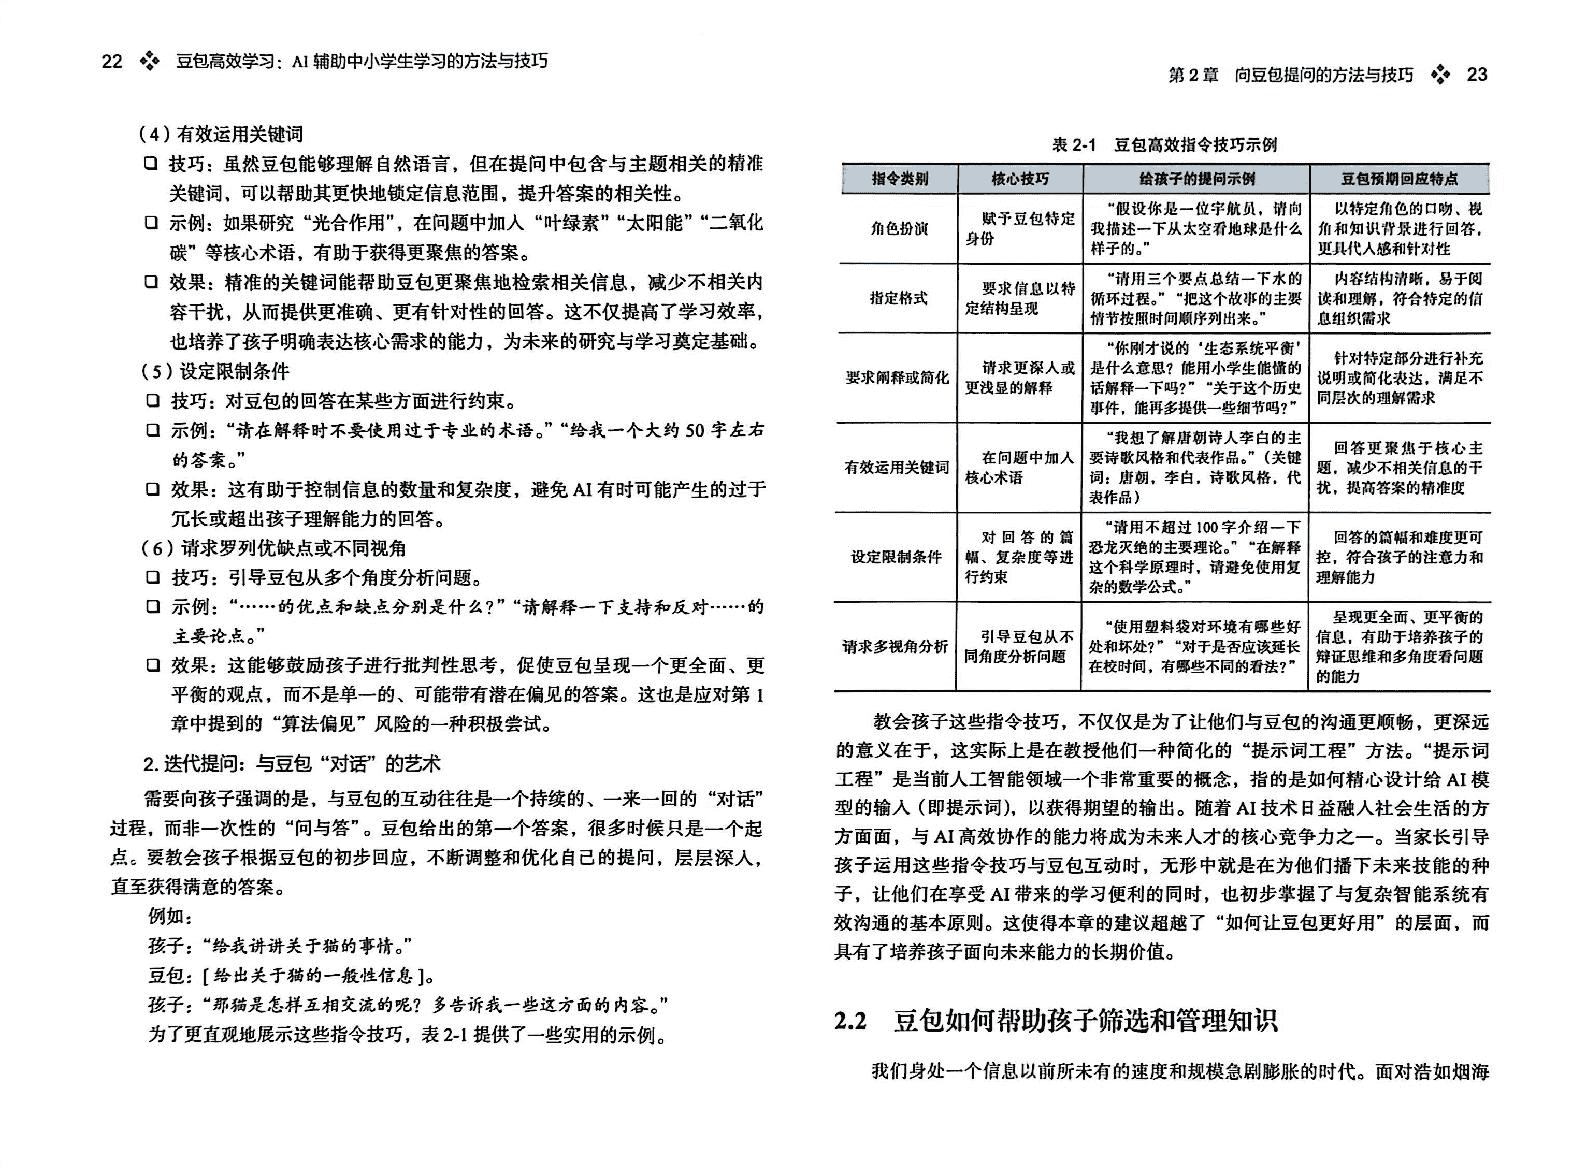 22 豆包高效学习：AI 辅助中小学生学习的方法与技巧
（4）有效运用关键词
技巧：虽然豆包能够理解自然语言，但在提问中包含与主题相关的精准
关键词，可以帮助其更快地锁定信息范围，提升答案的相关性。
示例：如果研究“光合作用”，在问题中加入“叶绿素”“太阳能”“二氧化
碳”等核心术语，有助于获得更聚焦的答案。
效果：精准的关键词能帮助豆包更聚焦地检索相关信息，减少不相关内
容干扰，从而提供更准确、更有针对性的回答。这不仅提高了学习效率，
也培养了孩子明确表达核心需求的能力，为未来的研究与学习奠定基础。
（5）设定限制条件
技巧：对豆包的回答在某些方面进行约束。
示例：“请在解释时不要使用过于专业的术语。”“给我一个大约 50 字左右
的答案。”
效果：这有助于控制信息的数量和复杂度，避免 AI 有时可能产生的过于
冗长或超出孩子理解能力的回答。
（6）请求罗列优缺点或不同视角
技巧：引导豆包从多个角度分析问题。
示例：“……的优点和缺点分别是什么？”“请解释一下支持和反对……的
主要论点。”
效果：这能够鼓励孩子进行批判性思考，促使豆包呈现一个更全面、更
平衡的观点，而不是单一的、可能带有潜在偏见的答案。这也是应对第 1
章中提到的“算法偏见”风险的一种积极尝试。
2. 迭代提问：与豆包“对话”的艺术
需要向孩子强调的是，与豆包的互动往往是一个持续的、一来一回的“对话”
过程，而非一次性的“问与答”。豆包给出的第一个答案，很多时候只是一个起
点。要教会孩子根据豆包的初步回应，不断调整和优化自己的提问，层层深入，
直至获得满意的答案。
例如：
孩子：“给我讲讲关于猫的事情。”
豆包：[ 给出关于猫的一般性信息 ]。
孩子：“那猫是怎样互相交流的呢？多告诉我一些这方面的内容。”
为了更直观地展示这些指令技巧，表 2-1 提供了一些实用的示例。
第 2 章 向豆包提问的方法与技巧 23
表 2-1 豆包高效指令技巧示例
指令类别 核心技巧 给孩子的提问示例 豆包预期回应特点
角色扮演
赋予豆包特定
身份
“假设你是一位宇航员，请向
我描述一下从太空看地球是什么
样子的。”
以特定角色的口吻、视
角和知识背景进行回答，
更具代入感和针对性
指定格式
要求信息以特
定结构呈现
“请用三个要点总结一下水的
循环过程。”“把这个故事的主要
情节按照时间顺序列出来。”
内容结构清晰，易于阅
读和理解，符合特定的信
息组织需求
要求阐释或简化
请求更深入或
更浅显的解释
“你刚才说的‘生态系统平衡’
是什么意思？能用小学生能懂的
话解释一下吗？”“关于这个历史
事件，能再多提供一些细节吗？”
针对特定部分进行补充
说明或简化表达，满足不
同层次的理解需求
有效运用关键词
在问题中加入
核心术语
“我想了解唐朝诗人李白的主
要诗歌风格和代表作品。”（关键
词：唐朝，李白，诗歌风格，代
表作品）
回答更聚焦于核心主
题，减少不相关信息的干
扰，提高答案的精准度
设定限制条件
对回答的篇
幅、复杂度等进
行约束
“请用不超过 100 字介绍一下
恐龙灭绝的主要理论。”“在解释
这个科学原理时，请避免使用复
杂的数学公式。”
回答的篇幅和难度更可
控，符合孩子的注意力和
理解能力
请求多视角分析
引导豆包从不
同角度分析问题
“使用塑料袋对环境有哪些好
处和坏处？”“对于是否应该延长
在校时间，有哪些不同的看法？”
呈现更全面、更平衡的
信息，有助于培养孩子的
辩证思维和多角度看问题
的能力
教会孩子这些指令技巧，不仅仅是为了让他们与豆包的沟通更顺畅，更深远
的意义在于，这实际上是在教授他们一种简化的“提示词工程”方法。“提示词
工程”是当前人工智能领域一个非常重要的概念，指的是如何精心设计给 AI 模
型的输入（即提示词），以获得期望的输出。随着 AI 技术日益融入社会生活的方
方面面，与 AI 高效协作的能力将成为未来人才的核心竞争力之一。当家长引导
孩子运用这些指令技巧与豆包互动时，无形中就是在为他们播下未来技能的种
子，让他们在享受 AI 带来的学习便利的同时，也初步掌握了与复杂智能系统有
效沟通的基本原则。这使得本章的建议超越了“如何让豆包更好用”的层面，而
具有了培养孩子面向未来能力的长期价值。
2.2 豆包如何帮助孩子筛选和管理知识
我们身处一个信息以前所未有的速度和规模急剧膨胀的时代。面对浩如烟海